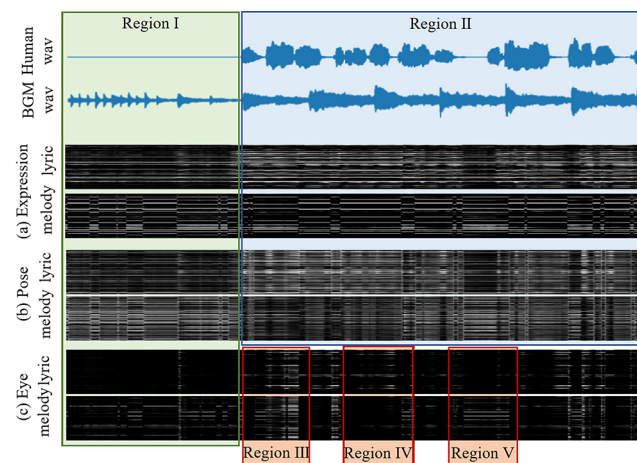 Region I
Region II
Human
wav
BGM
wav
(a) Expression
lyric
melody
(b) Pose
lyric
melody
(c) Eye
lyric
melody
Region III
Region IV
Region V